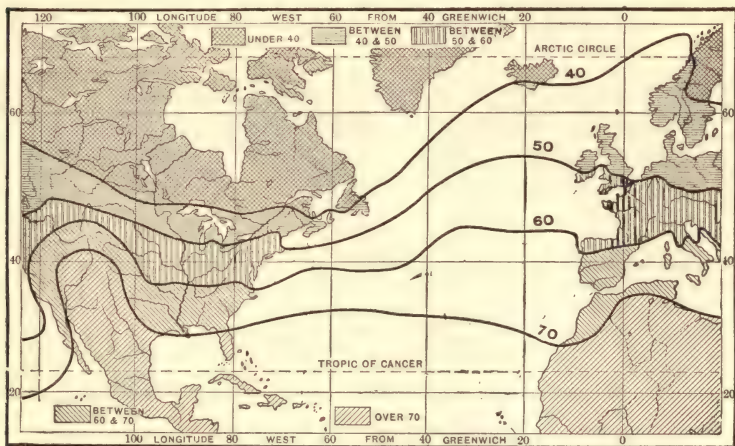 120 100 LONGITUDE 80 WEST 60 FROM 40 GREENWICH 20 0
UNDER 40
BETWEEN
40 & 50
BETWEEN
50 & 60
ARCTIC CIRCLE
40
60 60
50
60
40 40
70
TROPIC OF CANCER
20 20
BETWEEN
60 & 70
OVER 70
100 LONGITUDE 80 WEST 60 FROM 40 GREENWICH 20 0